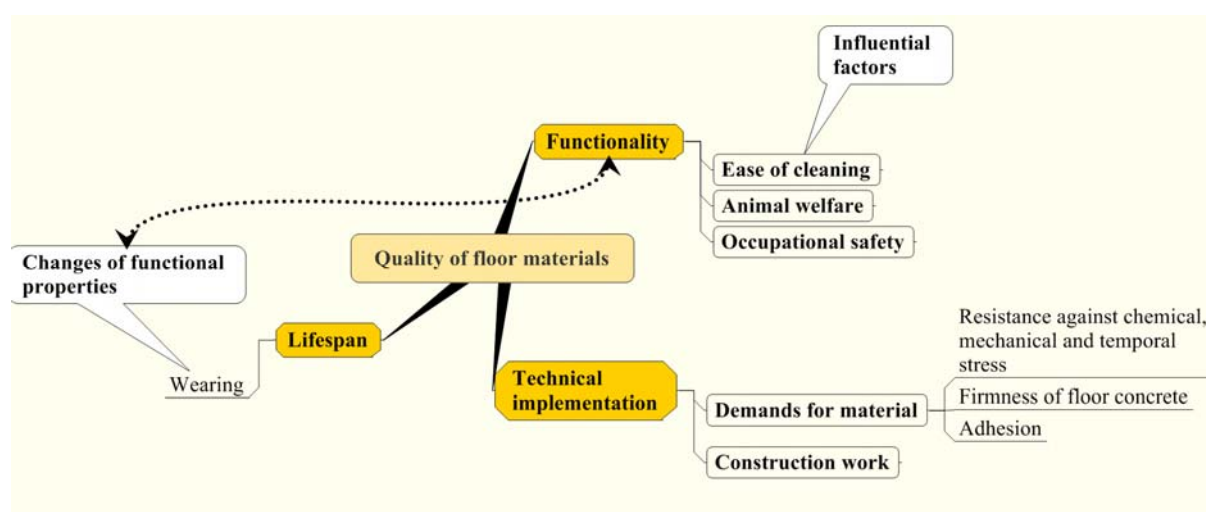 Influential
factors
Functionality
Ease of cleaning
Animal welfare
Occupational safety
Quality of floor materials
Changes of functional
properties
Lifespan
Wearing
Technical
implementation
Demands for material
Resistance against chemical,
mechanical and temporal
stress
Firmness of floor concrete
Adhesion
Construction work